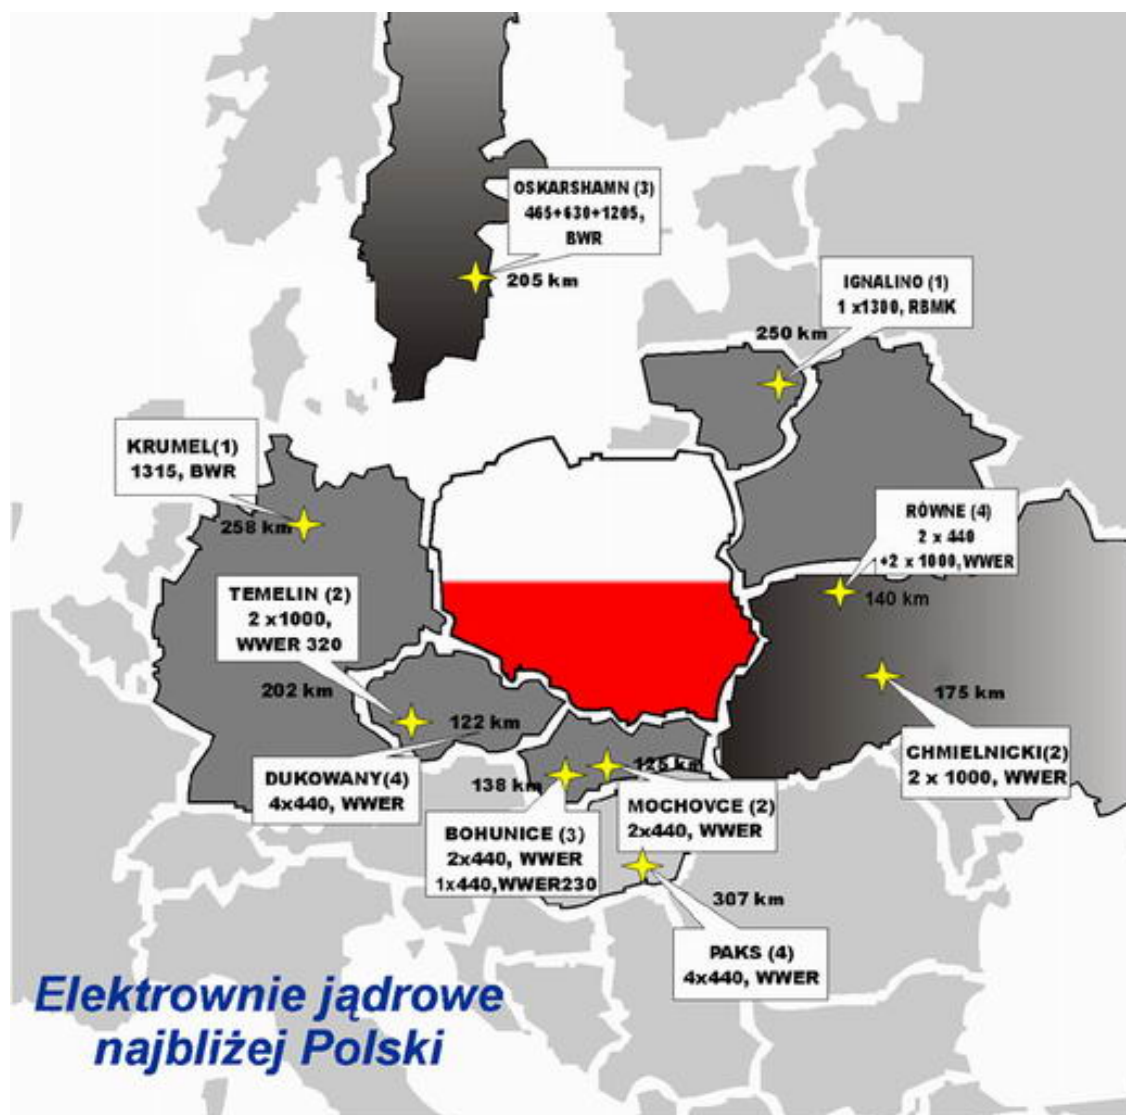 OSKARSHAMN (3)
465+630+1205,
BWR
205 km
IGNALINO (1)
1 x1300, RBMK
250 km
KRUMEL(1)
1315, BWR
258 km
RÓWNE (4)
2 x 440
+2 x 1000, WWER
140 km
TEMELIN (2)
2 x1000,
WWER 320
202 km
175 km
122 km
CHMIELNICKI(2)
2 x 1000, WWER
DUKOWANY(4)
4x440, WWER
138 km
125 km
MOCHOVCE (2)
2x440, WWER
BOHUNICE (3)
2x440, WWER
1x440,WWER230
307 km
PAKS (4)
4x440, WWER
Elektrownie jądrowe
najbliżej Polski